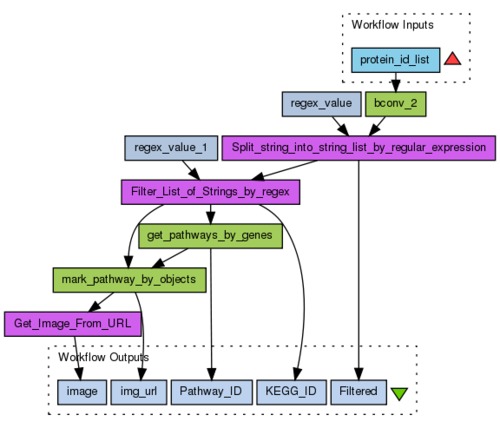 Workflow Inputs
protein_id_list
regex_value
bconv_2
regex_value_1
Split_string_into_string_list_by_regular_expression
Filter_List_of_Strings_by_regex
get_pathways_by_genes
mark_pathway_by_objects
Get_Image_From_URL
Workflow Outputs
image
img_url
Pathway_ID
KEGG_ID
Filtered